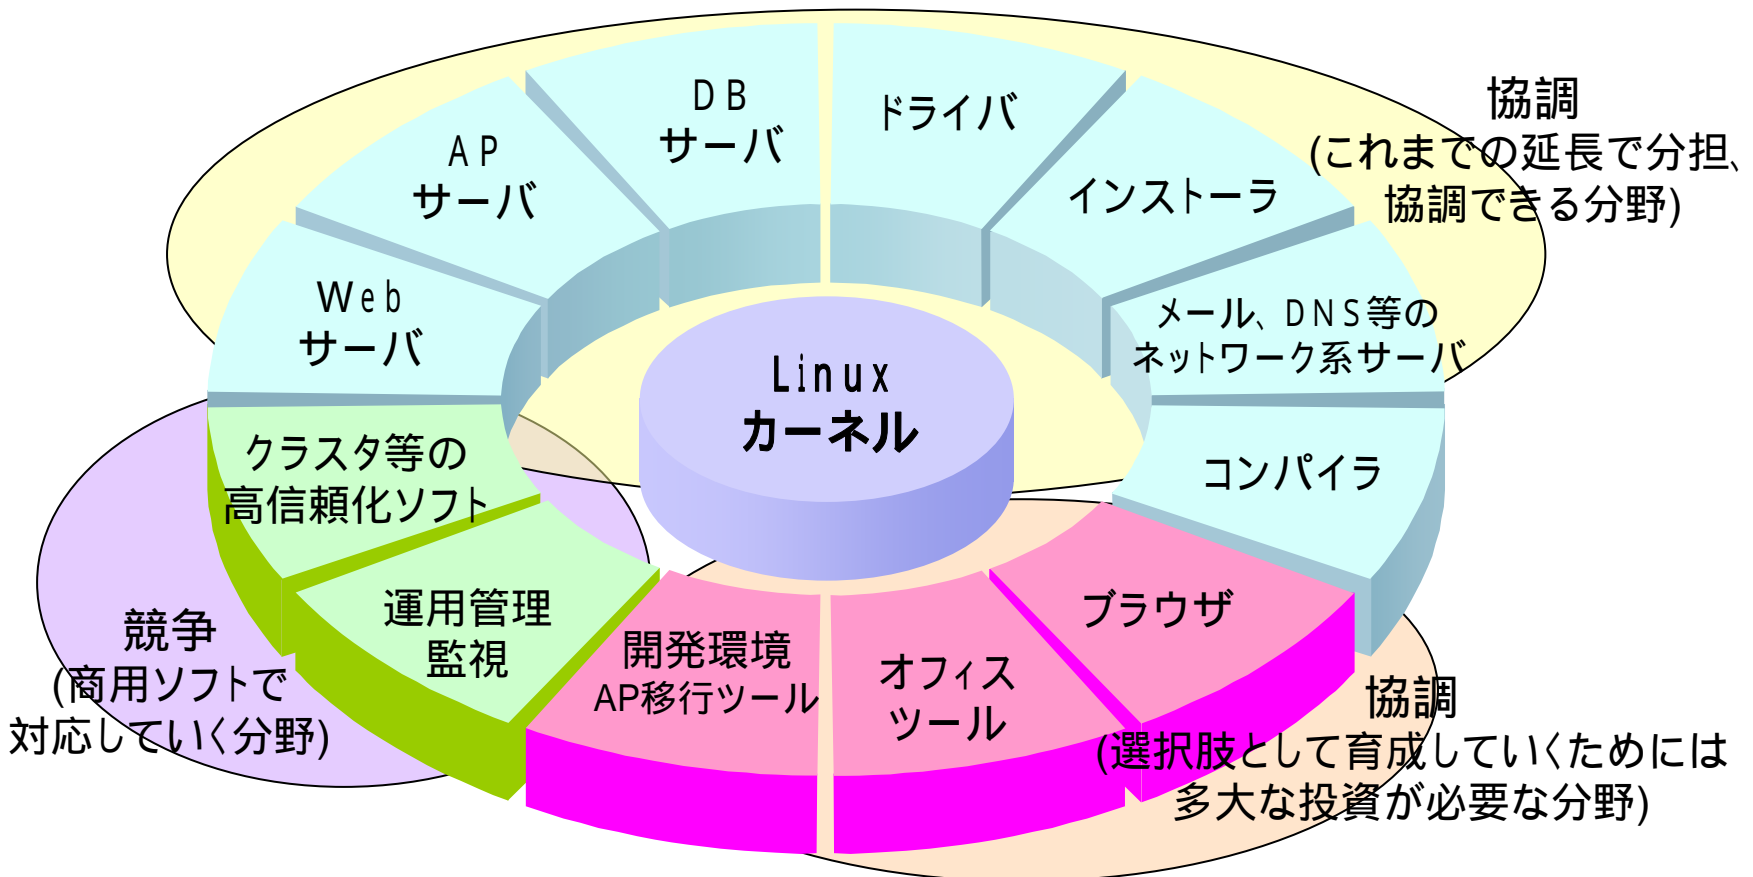 DB
サーバ
ドライバ
協調
(これまでの延長で分担、
協調できる分野)
AP
サーバ
インストーラ
Web
サーバ
メール、DNS等の
ネットワーク系サーバ
Linux
カーネル
クラスタ等の
高信頼化ソフト
コンパイラ
運用管理
監視
ブラウザ
開発環境
AP移行ツール
オフィス
ツール
競争
(商用ソフトで
対応していく分野)
協調
(選択肢として育成していくためには
多大な投資が必要な分野)